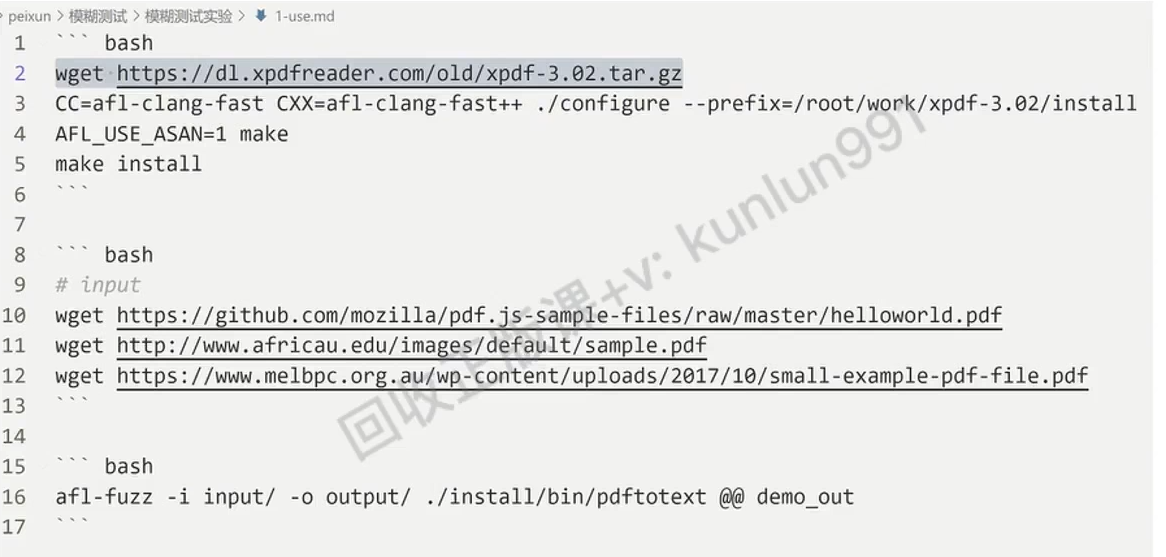 peixun > 模糊测试 > 模糊测试实验 > 1-use.md
1 ``` bash
2 wget https://dl.xpdfreader.com/old/xpdf-3.02.tar.gz
3 CC=afl-clang-fast CXX=afl-clang-fast++ ./configure --prefix=/root/work/xpdf-3.02/install
4 AFL_USE_ASAN=1 make
5 make install
6 ```
7
8 ``` bash
9 # input
10 wget https://github.com/mozilla/pdf.js-sample-files/raw/master/helloworld.pdf
11 wget http://www.africau.edu/images/default/sample.pdf
12 wget https://www.melbpc.org.au/wp-content/uploads/2017/10/small-example-pdf-file.pdf
13 ```
14
15 ``` bash
16 afl-fuzz -i input/ -o output/ ./install/bin/pdftotext @@ demo_out
17 ```
回收正版课+v: kunlun991